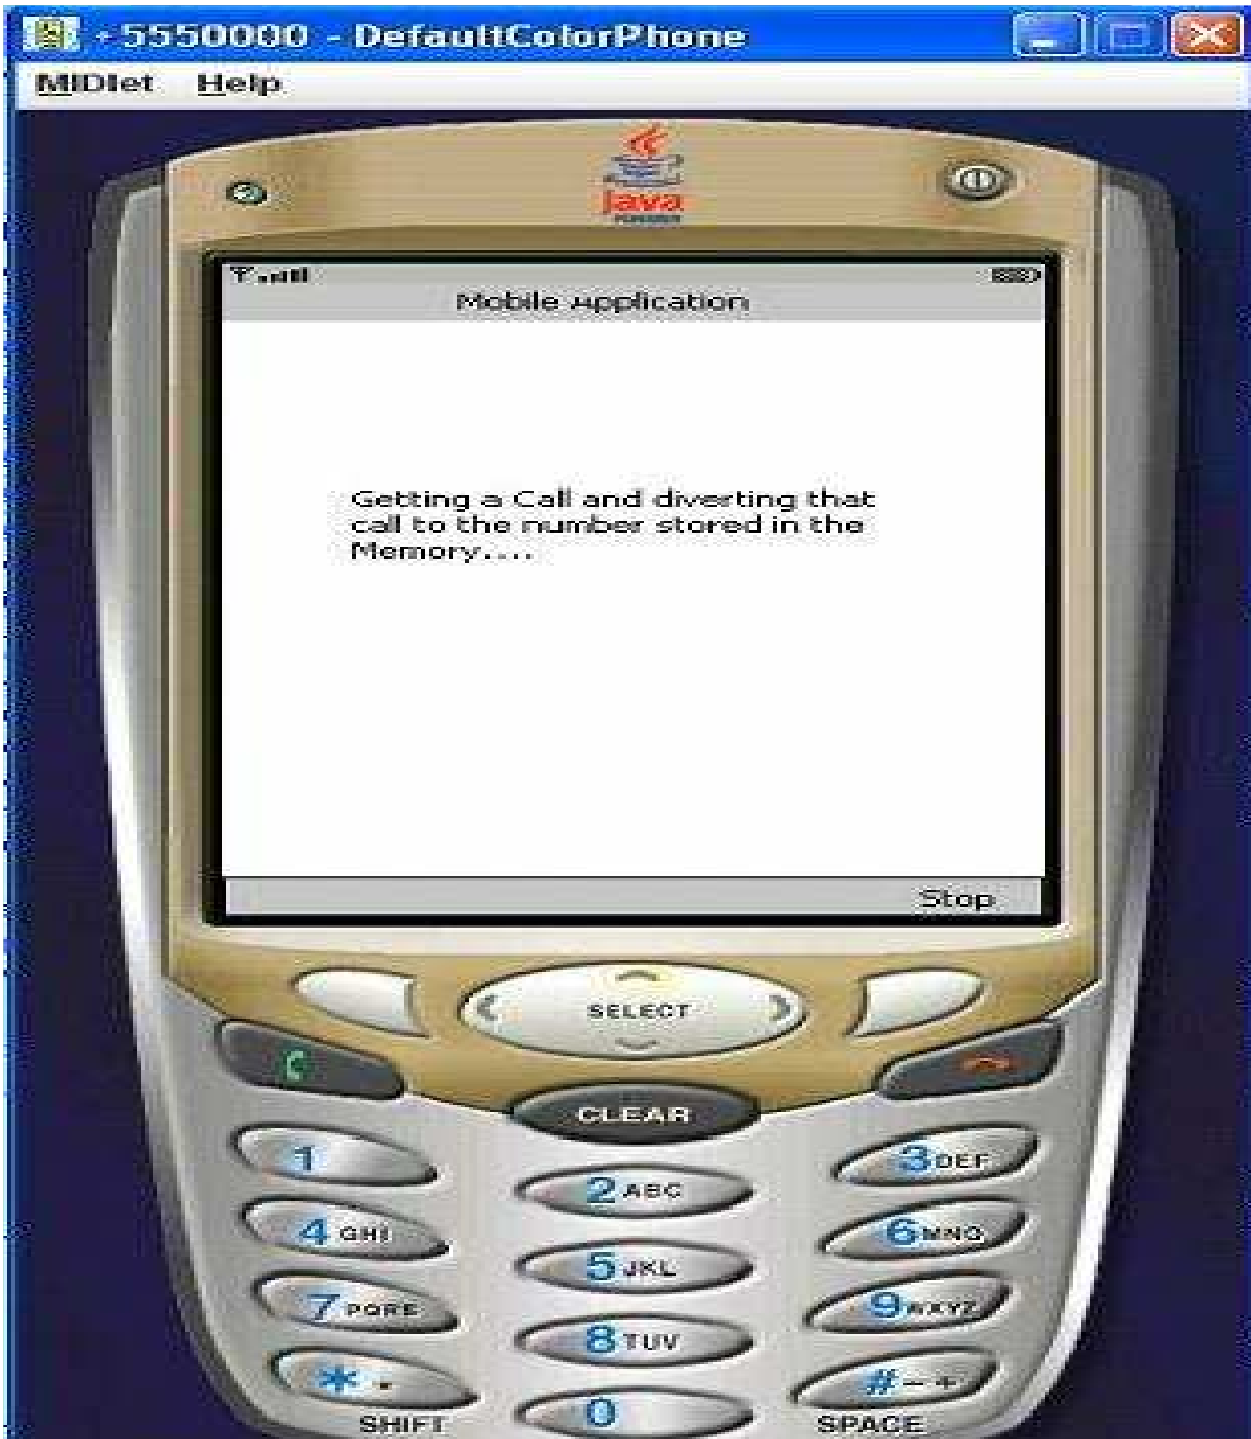 +5550000 - DefaultColorPhone
MIDlet Help
Java
Mobile Application
Getting a Call and diverting that
call to the number stored in the
Memory....
Stop
SELECT
CLEAR
1
2 ABC
3 DEF
4 GHI
5 JKL
6 MNO
7
8 TUV
9
* .
0
# - +
SHIFT
SPACE